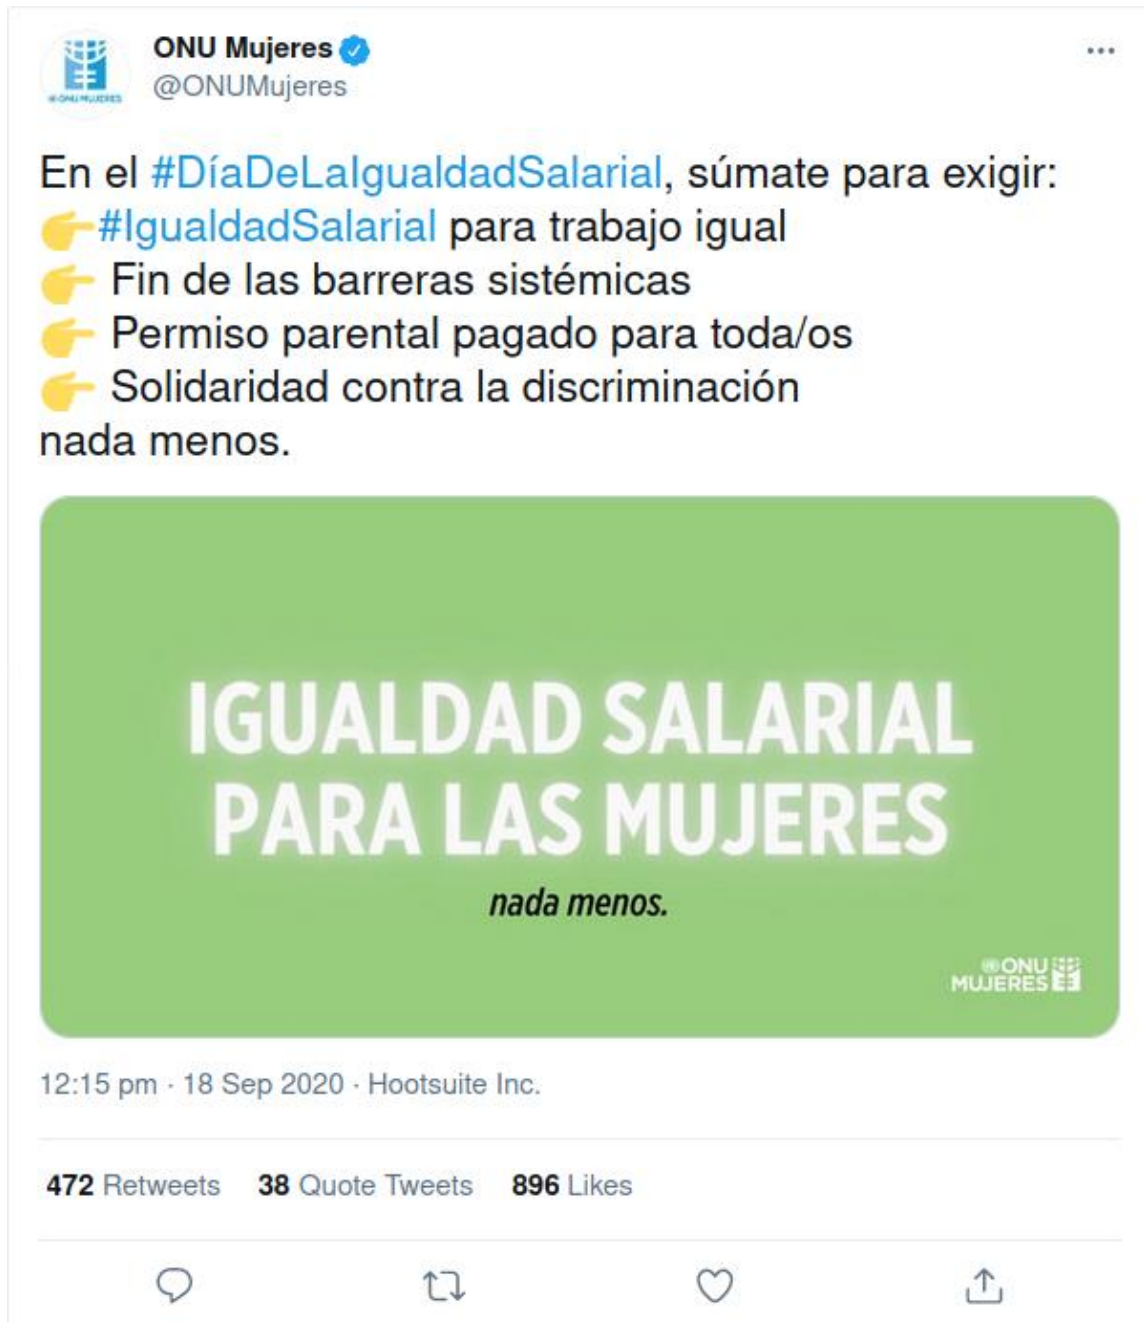 ONU Mujeres
@ONUMujeres
ONU MUJERES
En el #DíaDeLaIgualdadSalarial, súmate para exigir:
#IgualdadSalarial para trabajo igual
Fin de las barreras sistémicas
Permiso parental pagado para toda/os
Solidaridad contra la discriminación
nada menos.
IGUALDAD SALARIAL
PARA LAS MUJERES
nada menos.
ONU
MUJERES
12:15 pm · 18 Sep 2020 · Hootsuite Inc.
472 Retweets 38 Quote Tweets 896 Likes